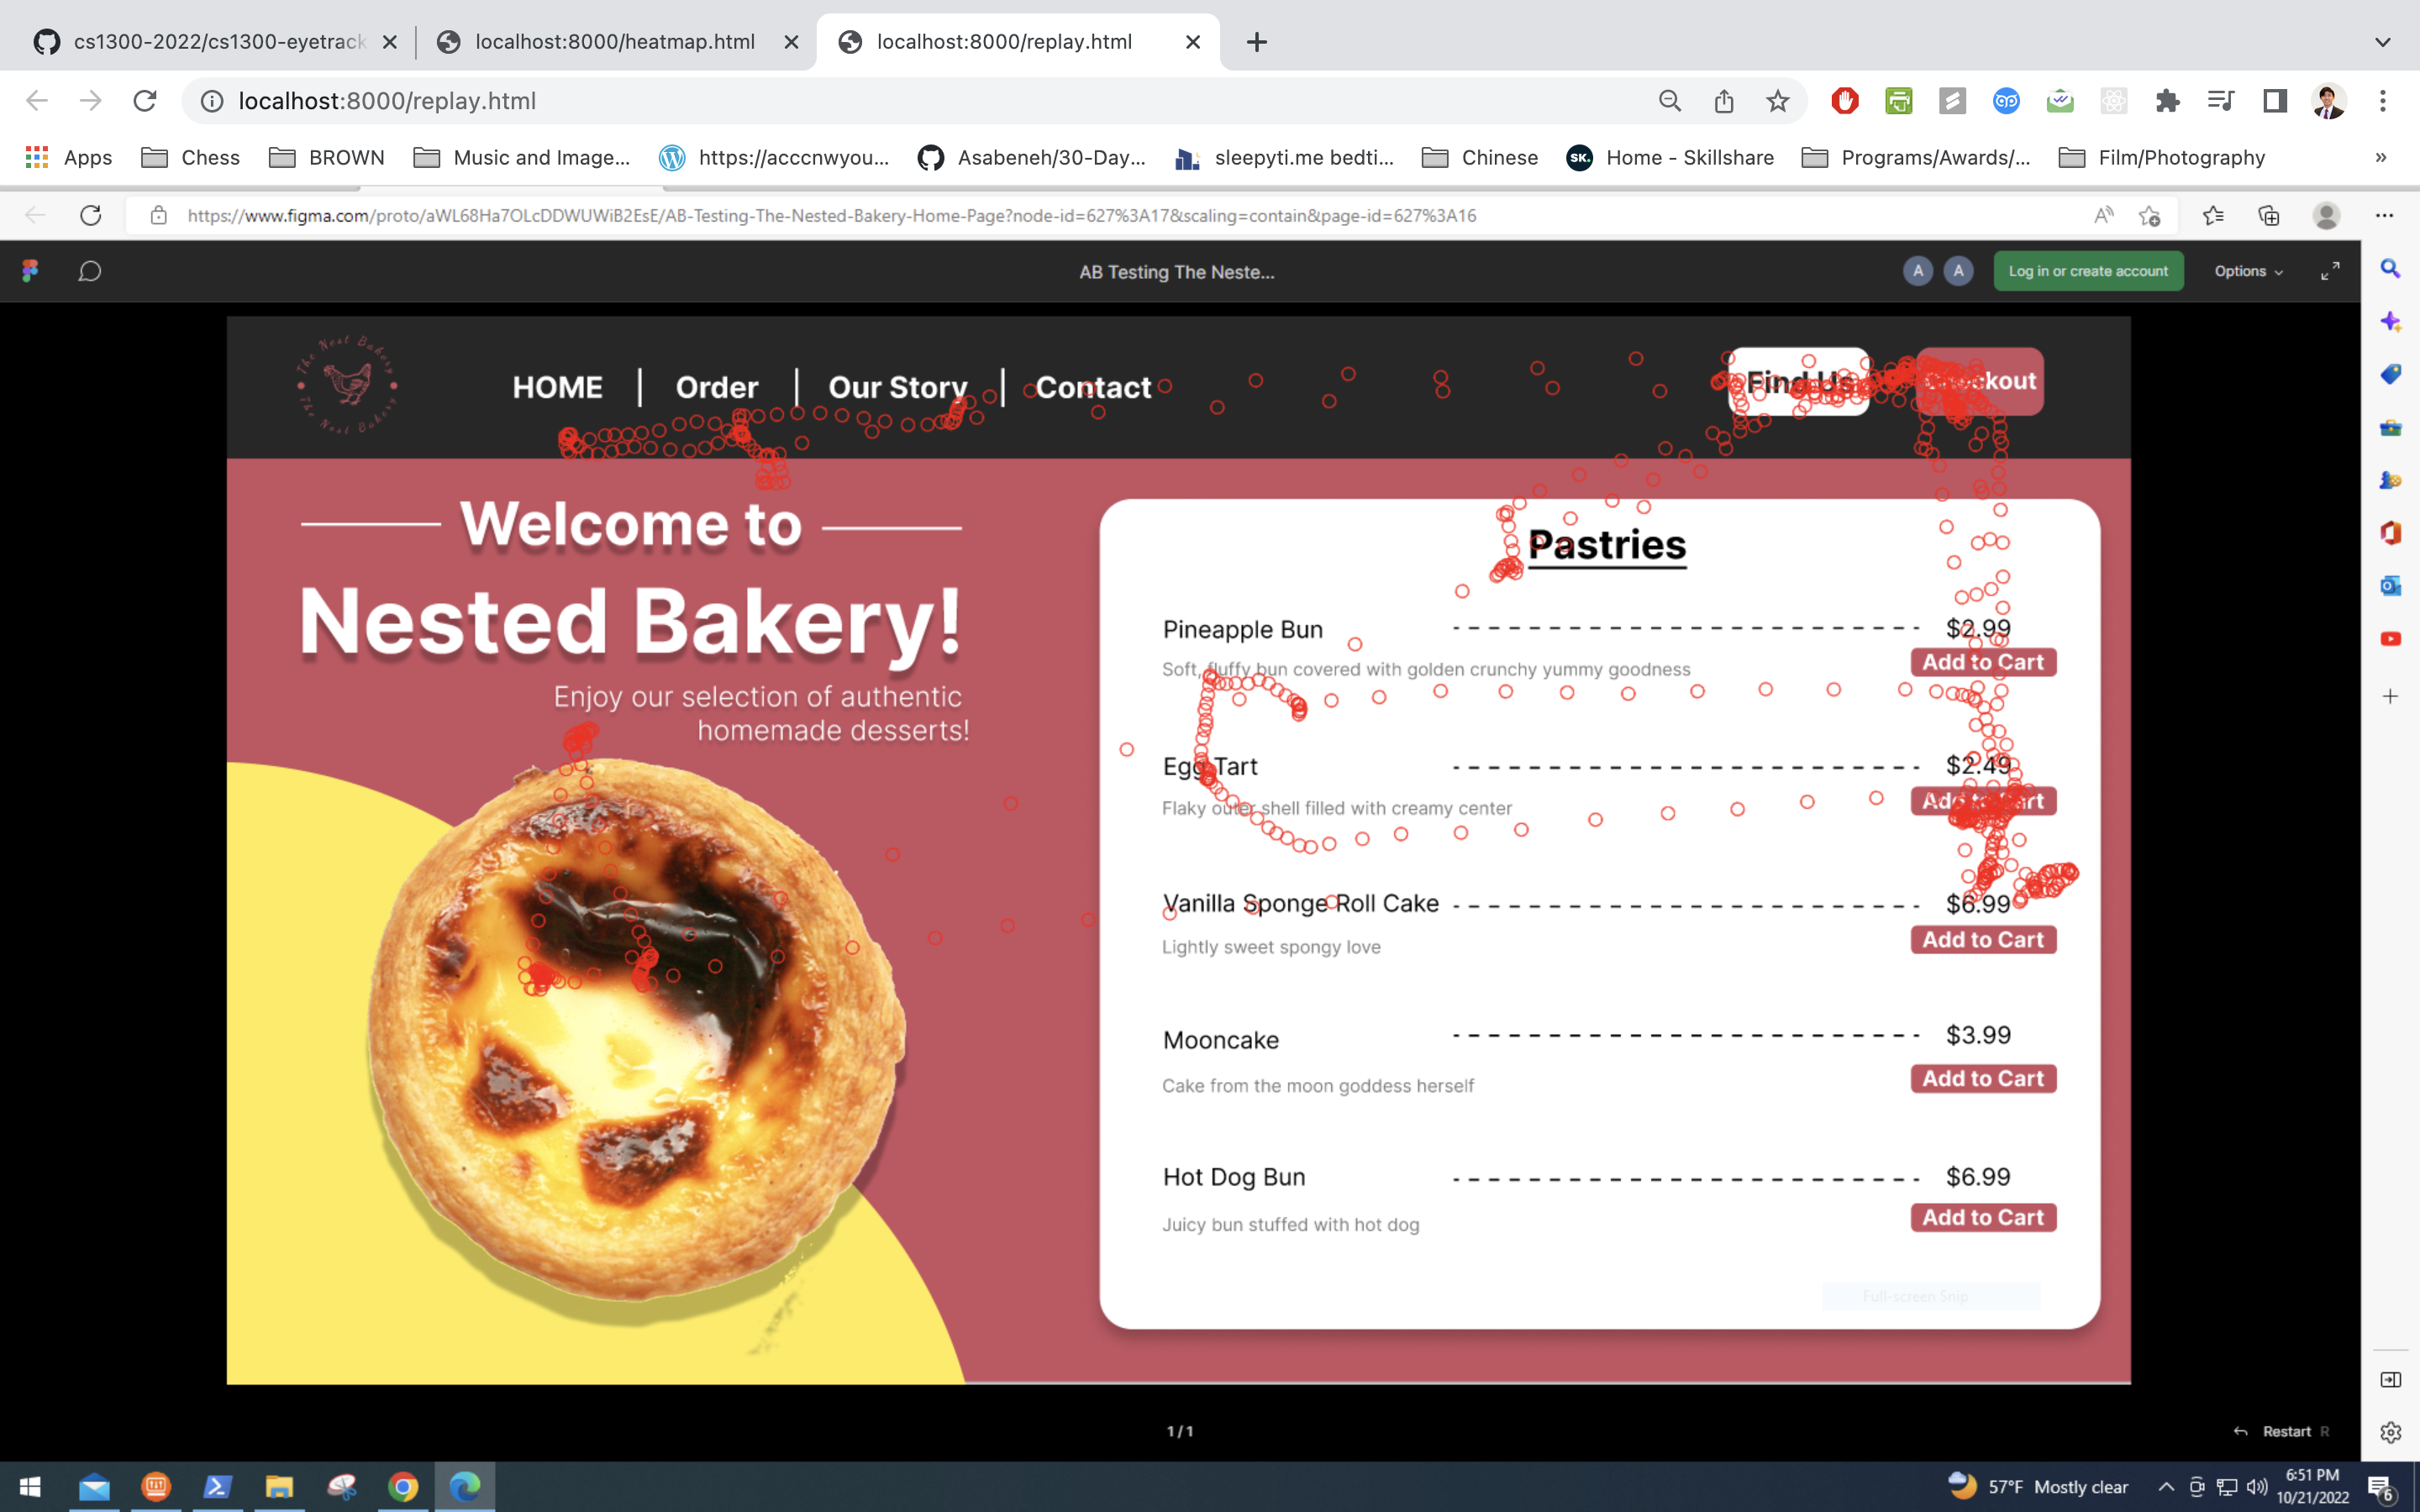 cs1300-2022/cs1300-eyetrack
localhost:8000/heatmap.html
localhost:8000/replay.html
localhost:8000/replay.html
Apps
Chess
BROWN
Music and Image...
https://acccnwyou...
Asabeneh/30-Day...
sleepyti.me bedti...
Chinese
SK.
Home - Skillshare
Programs/Awards/...
Film/Photography
»
https://www.figma.com/proto/aWL68Ha7OLcDDWUWiB2EsE/AB-Testing-The-Nested-Bakery-Home-Page?node-id=627%3A17&scaling=contain&page-id=627%3A16
AB Testing The Neste...
A
A
Log in or create account
Options
The Nest Bakery
The Nest Bakery
HOME
Order
Our Story
Contact
Find Us
Checkout
Welcome to
Nested Bakery!
Enjoy our selection of authentic
homemade desserts!
Pastries
Pineapple Bun
$2.99
Soft, fluffy bun covered with golden crunchy yummy goodness
Add to Cart
Egg Tart
$2.49
Flaky outer shell filled with creamy center
Add to Cart
Vanilla Sponge Roll Cake
$6.99
Lightly sweet spongy love
Add to Cart
Mooncake
$3.99
Cake from the moon goddess herself
Add to Cart
Hot Dog Bun
$6.99
Juicy bun stuffed with hot dog
Add to Cart
Full-screen Snip
1 / 1
Restart R
57°F Mostly clear
6:51 PM
10/21/2022
6